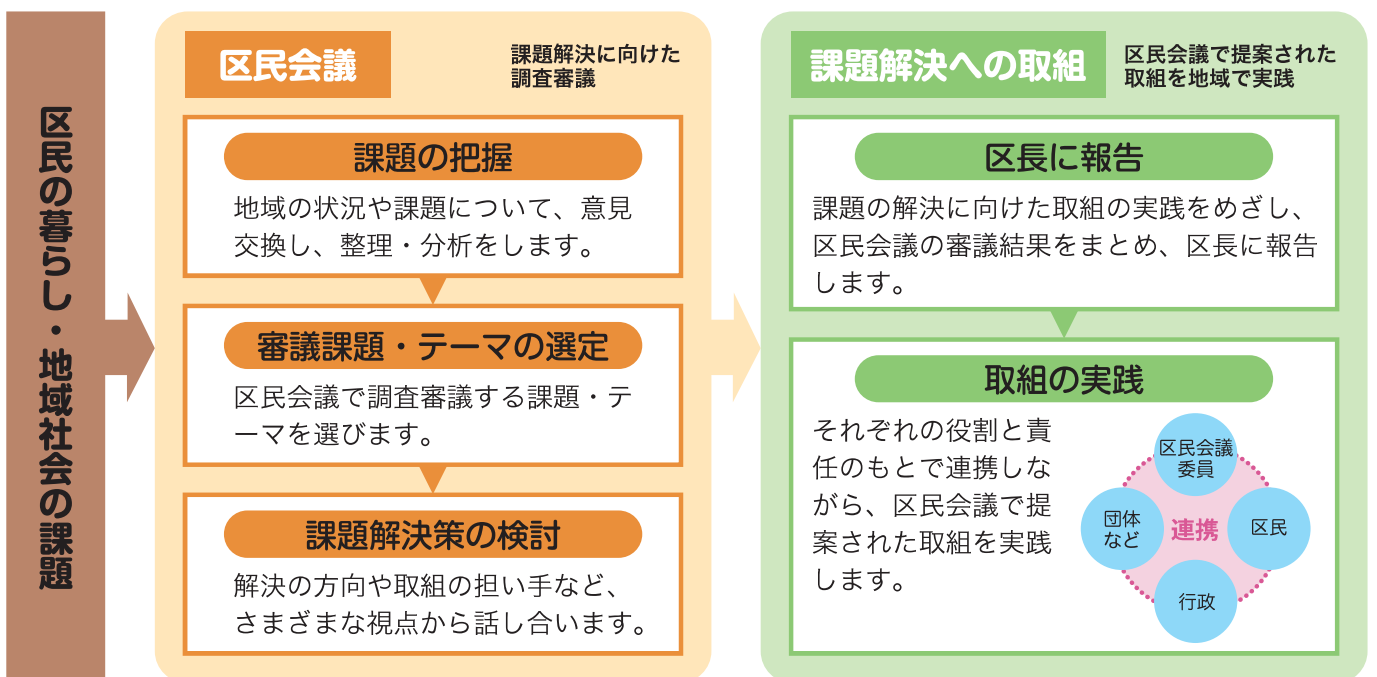 区民の暮らし・地域社会の課題
区民会議
課題解決に向けた
調査審議
課題の把握
地域の状況や課題について、意見
交換し、整理・分析をします。
審議課題・テーマの選定
区民会議で調査審議する課題・テ
ーマを選びます。
課題解決策の検討
解決の方向や取組の担い手など、
さまざまな視点から話し合います。
課題解決への取組
区民会議で提案された
取組を地域で実践
区長に報告
課題の解決に向けた取組の実践をめざし、
区民会議の審議結果をまとめ、区長に報告
します。
取組の実践
それぞれの役割と責
任のもとで連携しな
がら、区民会議で提
案された取組を実践
します。
区民会議
委員
団体
など
連携
区民
行政